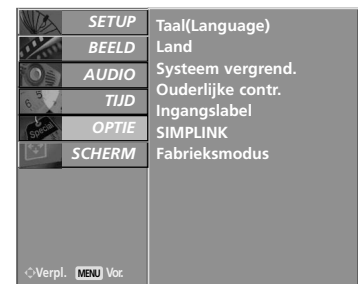 SETUP
BEELD
AUDIO
TIJD
OPTIE
SCHERM
Taal(Language)
Land
Systeem vergrend.
Ouderlijke contr.
Ingangslabel
SIMPLINK
Fabrieksmodus
Verpl. MENU Vor.
Special